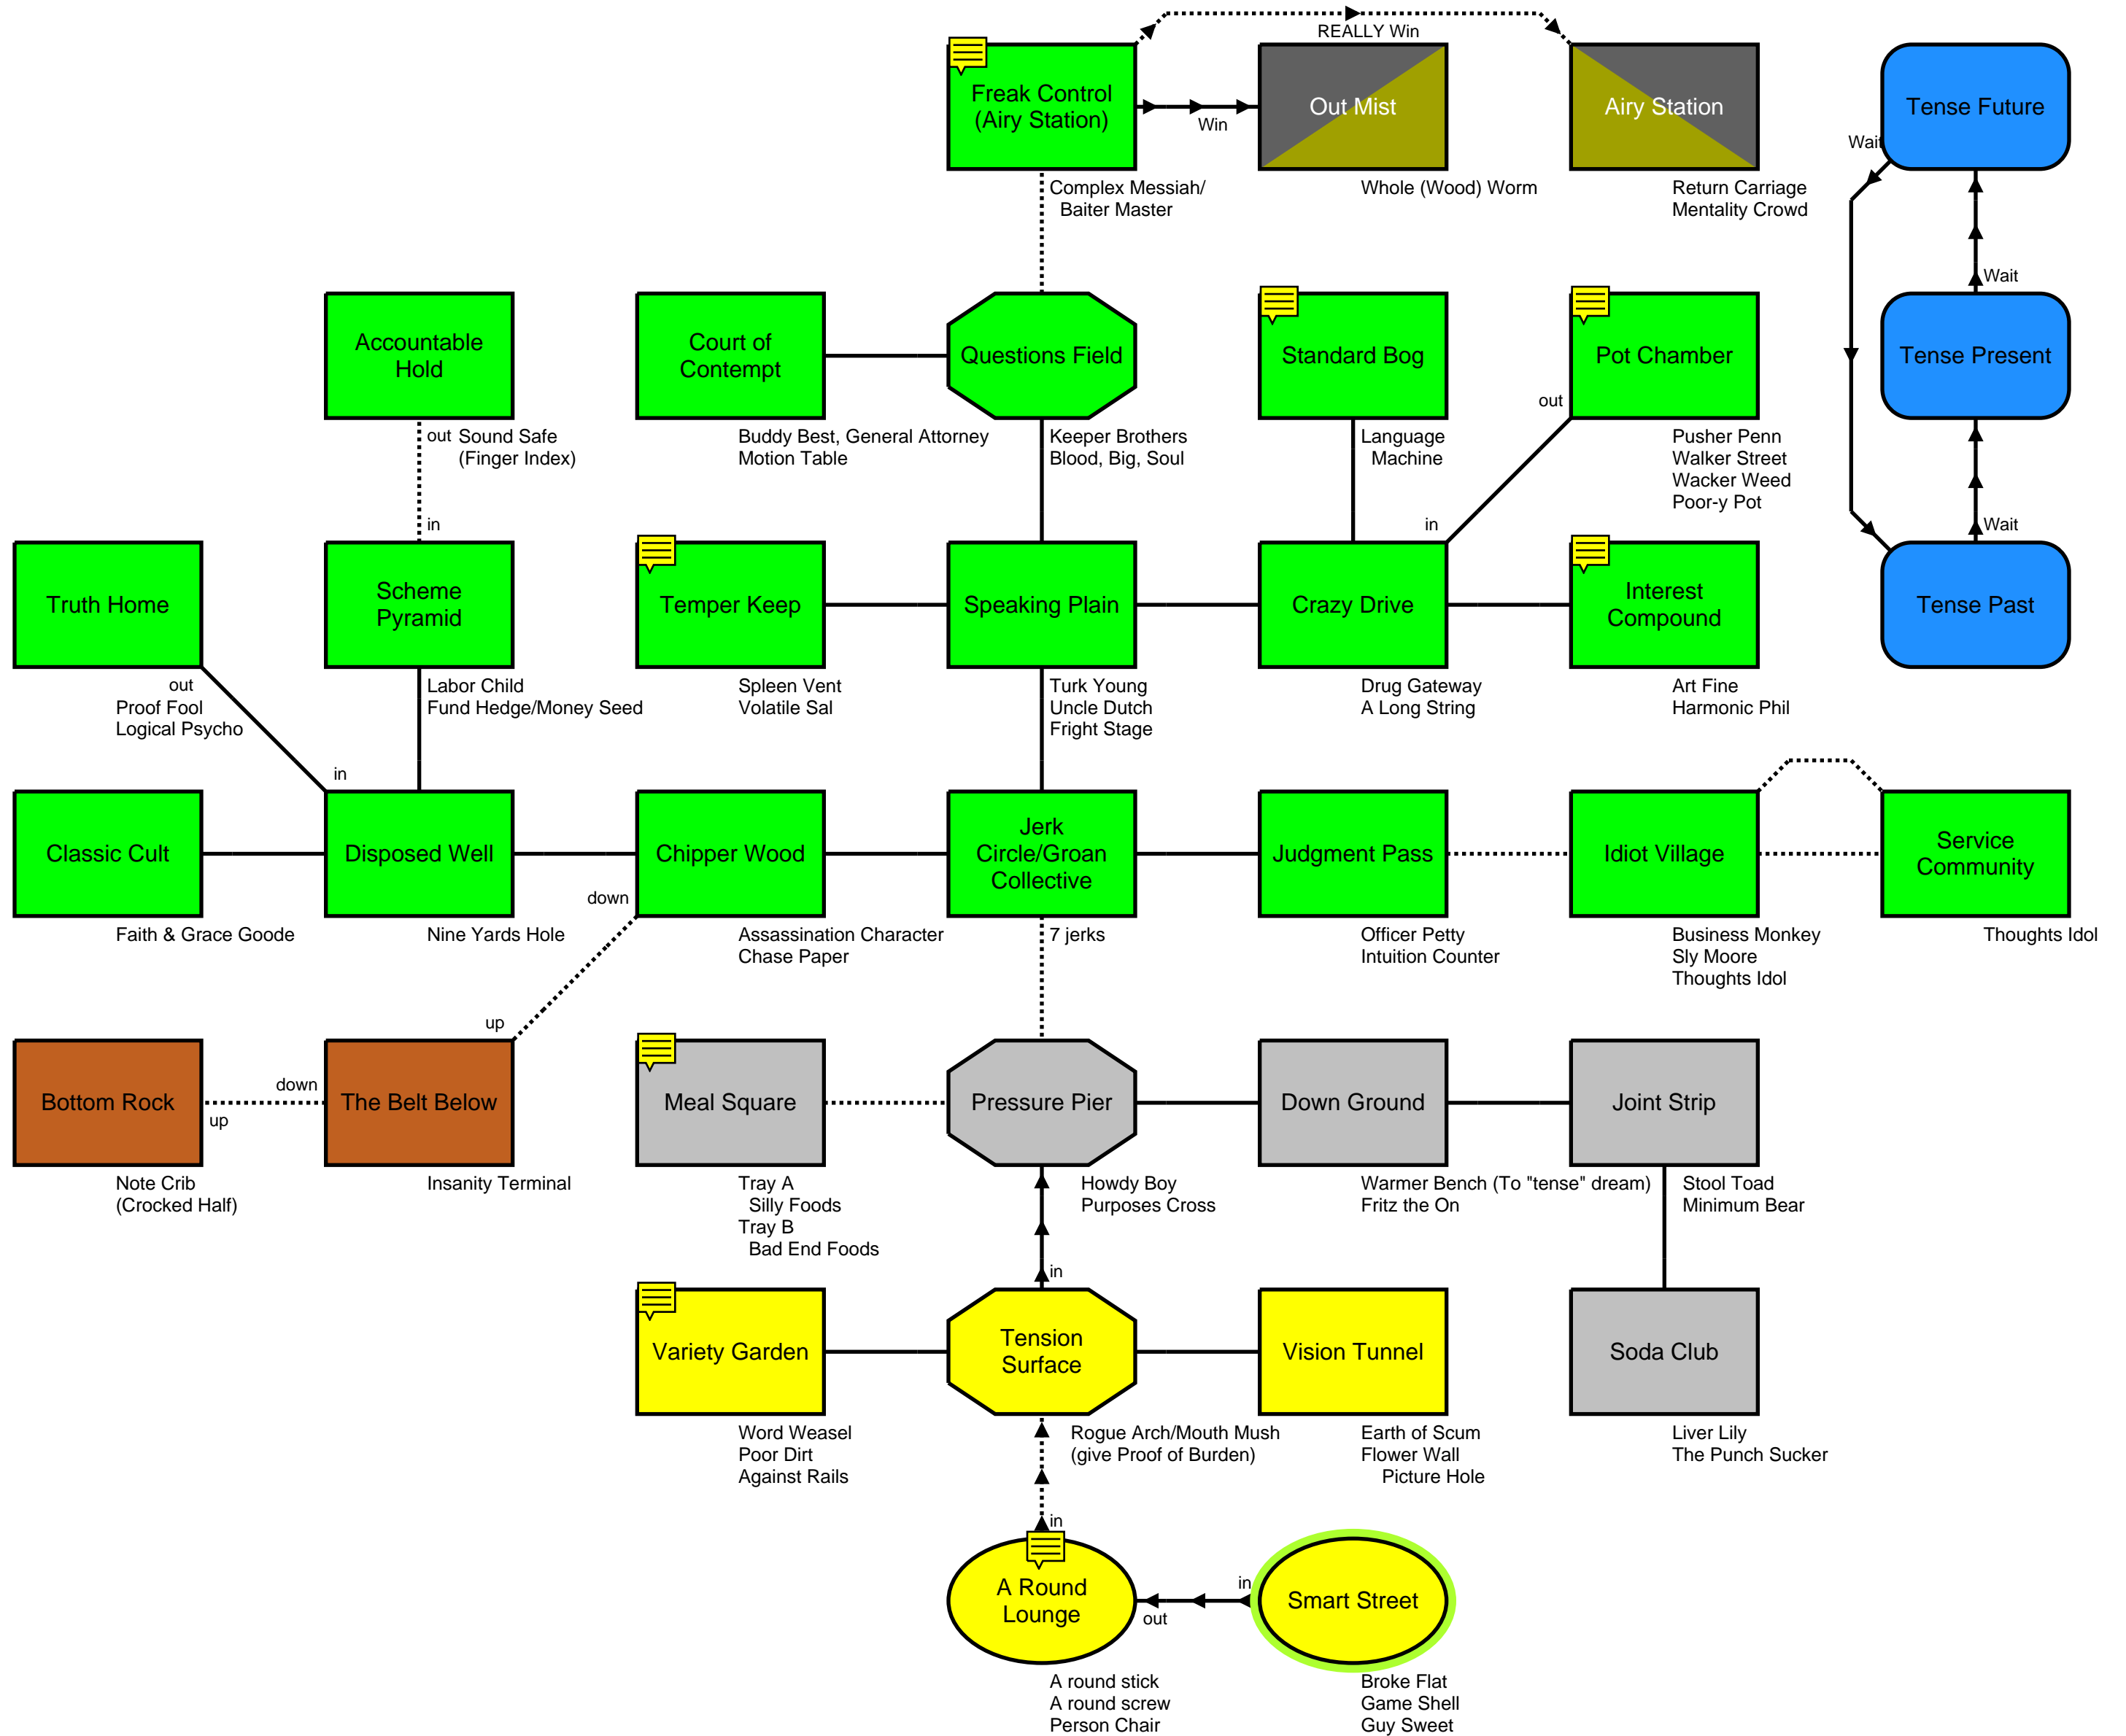 REALLY Win
Freak Control
(Airy Station)
Win
Out Mist
Airy Station
Tense Future
Wait
Complex Messiah/
Baiter Master
Whole (Wood) Worm
Return Carriage
Mentality Crowd
Wait
Accountable
Hold
Court of
Contempt
Questions Field
Standard Bog
Pot Chamber
Tense Present
out
out
Sound Safe
(Finger Index)
Buddy Best, General Attorney
Motion Table
Keeper Brothers
Blood, Big, Soul
Language
Machine
Pusher Penn
Walker Street
Wacker Weed
Poor-y Pot
in
in
Wait
Truth Home
Scheme
Pyramid
Temper Keep
Speaking Plain
Crazy Drive
Interest
Compound
Tense Past
out
Proof Fool
Logical Psycho
Labor Child
Fund Hedge/Money Seed
Spleen Vent
Volatile Sal
Turk Young
Uncle Dutch
Fright Stage
Drug Gateway
A Long String
Art Fine
Harmonic Phil
in
Classic Cult
Disposed Well
Chipper Wood
Jerk
Circle/Groan
Collective
Judgment Pass
Idiot Village
Service
Community
down
Faith & Grace Goode
Nine Yards Hole
Assassination Character
Chase Paper
7 jerks
Officer Petty
Intuition Counter
Business Monkey
Sly Moore
Thoughts Idol
Thoughts Idol
up
Bottom Rock
down
up
The Belt Below
Meal Square
Pressure Pier
Down Ground
Joint Strip
Note Crib
(Crocked Half)
Insanity Terminal
Tray A
Silly Foods
Tray B
Bad End Foods
Howdy Boy
Purposes Cross
Warmer Bench (To "tense" dream)
Fritz the On
Stool Toad
Minimum Bear
in
Variety Garden
Tension
Surface
Vision Tunnel
Soda Club
Word Weasel
Poor Dirt
Against Rails
Rogue Arch/Mouth Mush
(give Proof of Burden)
Earth of Scum
Flower Wall
Picture Hole
Liver Lily
The Punch Sucker
in
A Round
Lounge
out
in
Smart Street
A round stick
A round screw
Person Chair
Broke Flat
Game Shell
Guy Sweet